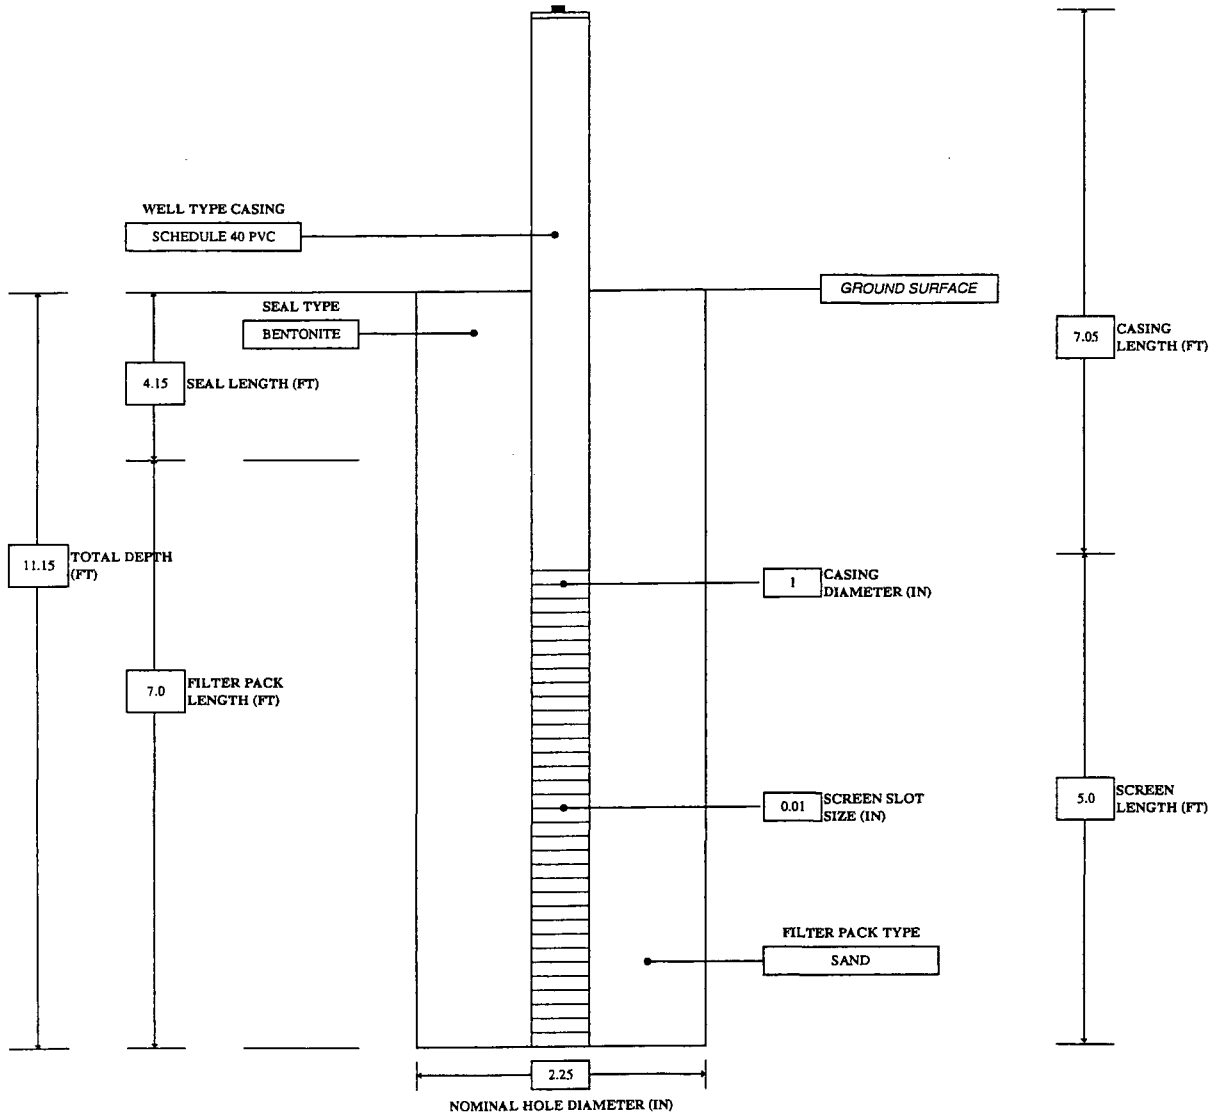 WELL TYPE CASING
SCHEDULE 40 PVC
GROUND SURFACE
SEAL TYPE
BENTONITE
7.05
CASING
LENGTH (FT)
4.15
SEAL LENGTH (FT)
11.15
TOTAL DEPTH
(FT)
1
CASING
DIAMETER (IN)
7.0
FILTER PACK
LENGTH (FT)
0.01
SCREEN SLOT
SIZE (IN)
5.0
SCREEN
LENGTH (FT)
FILTER PACK TYPE
SAND
2.25
NOMINAL HOLE DIAMETER (IN)